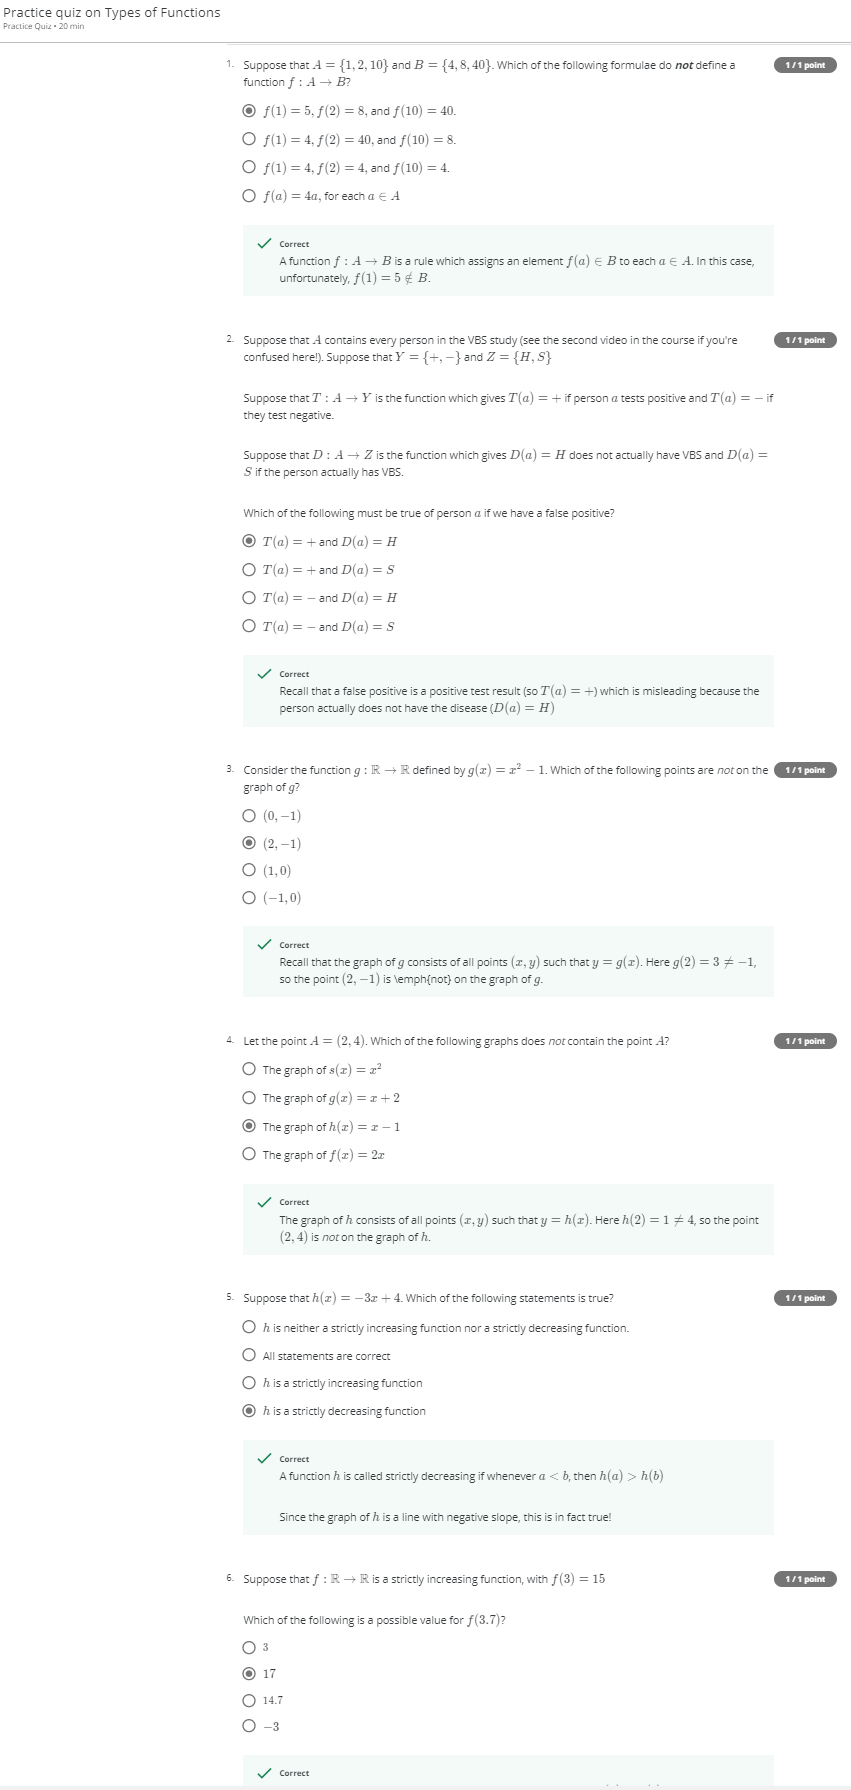 Practice quiz on Types of Functions
Practice Quiz • 20 min
1. Suppose that A = {1, 2, 10} and B = {4, 8, 40}. Which of the following formulae do not define a
function f : A → B?
1 / 1 point
f(1) = 5, f(2) = 8, and f(10) = 40.
f(1) = 4, f(2) = 40, and f(10) = 8.
f(1) = 4, f(2) = 4, and f(10) = 4.
f(a) = 4a, for each a ∈ A
Correct
A function f : A → B is a rule which assigns an element f(a) ∈ B to each a ∈ A. In this case,
unfortunately, f(1) = 5 ∉ B.
2. Suppose that A contains every person in the VBS study (see the second video in the course if you're
confused here!). Suppose that Y = {+, −} and Z = {H, S}
1 / 1 point
Suppose that T : A → Y is the function which gives T(a) = + if person a tests positive and T(a) = − if
they test negative.
Suppose that D : A → Z is the function which gives D(a) = H does not actually have VBS and D(a) =
S if the person actually has VBS.
Which of the following must be true of person a if we have a false positive?
T(a) = + and D(a) = H
T(a) = + and D(a) = S
T(a) = − and D(a) = H
T(a) = − and D(a) = S
Correct
Recall that a false positive is a positive test result (so T(a) = +) which is misleading because the
person actually does not have the disease (D(a) = H)
3. Consider the function g : ℝ → ℝ defined by g(x) = x² − 1. Which of the following points are not on the
graph of g?
1 / 1 point
(0, −1)
(2, −1)
(1, 0)
(−1, 0)
Correct
Recall that the graph of g consists of all points (x, y) such that y = g(x). Here g(2) = 3 ≠ −1,
so the point (2, −1) is \emph{not} on the graph of g.
4. Let the point A = (2, 4). Which of the following graphs does not contain the point A?
1 / 1 point
The graph of s(x) = x²
The graph of g(x) = x + 2
The graph of h(x) = x − 1
The graph of f(x) = 2x
Correct
The graph of h consists of all points (x, y) such that y = h(x). Here h(2) = 1 ≠ 4, so the point
(2, 4) is not on the graph of h.
5. Suppose that h(x) = −3x + 4. Which of the following statements is true?
1 / 1 point
h is neither a strictly increasing function nor a strictly decreasing function.
All statements are correct
h is a strictly increasing function
h is a strictly decreasing function
Correct
A function h is called strictly decreasing if whenever a < b, then h(a) > h(b)
Since the graph of h is a line with negative slope, this is in fact true!
6. Suppose that f : ℝ → ℝ is a strictly increasing function, with f(3) = 15
1 / 1 point
Which of the following is a possible value for f(3.7)?
3
17
14.7
−3
Correct